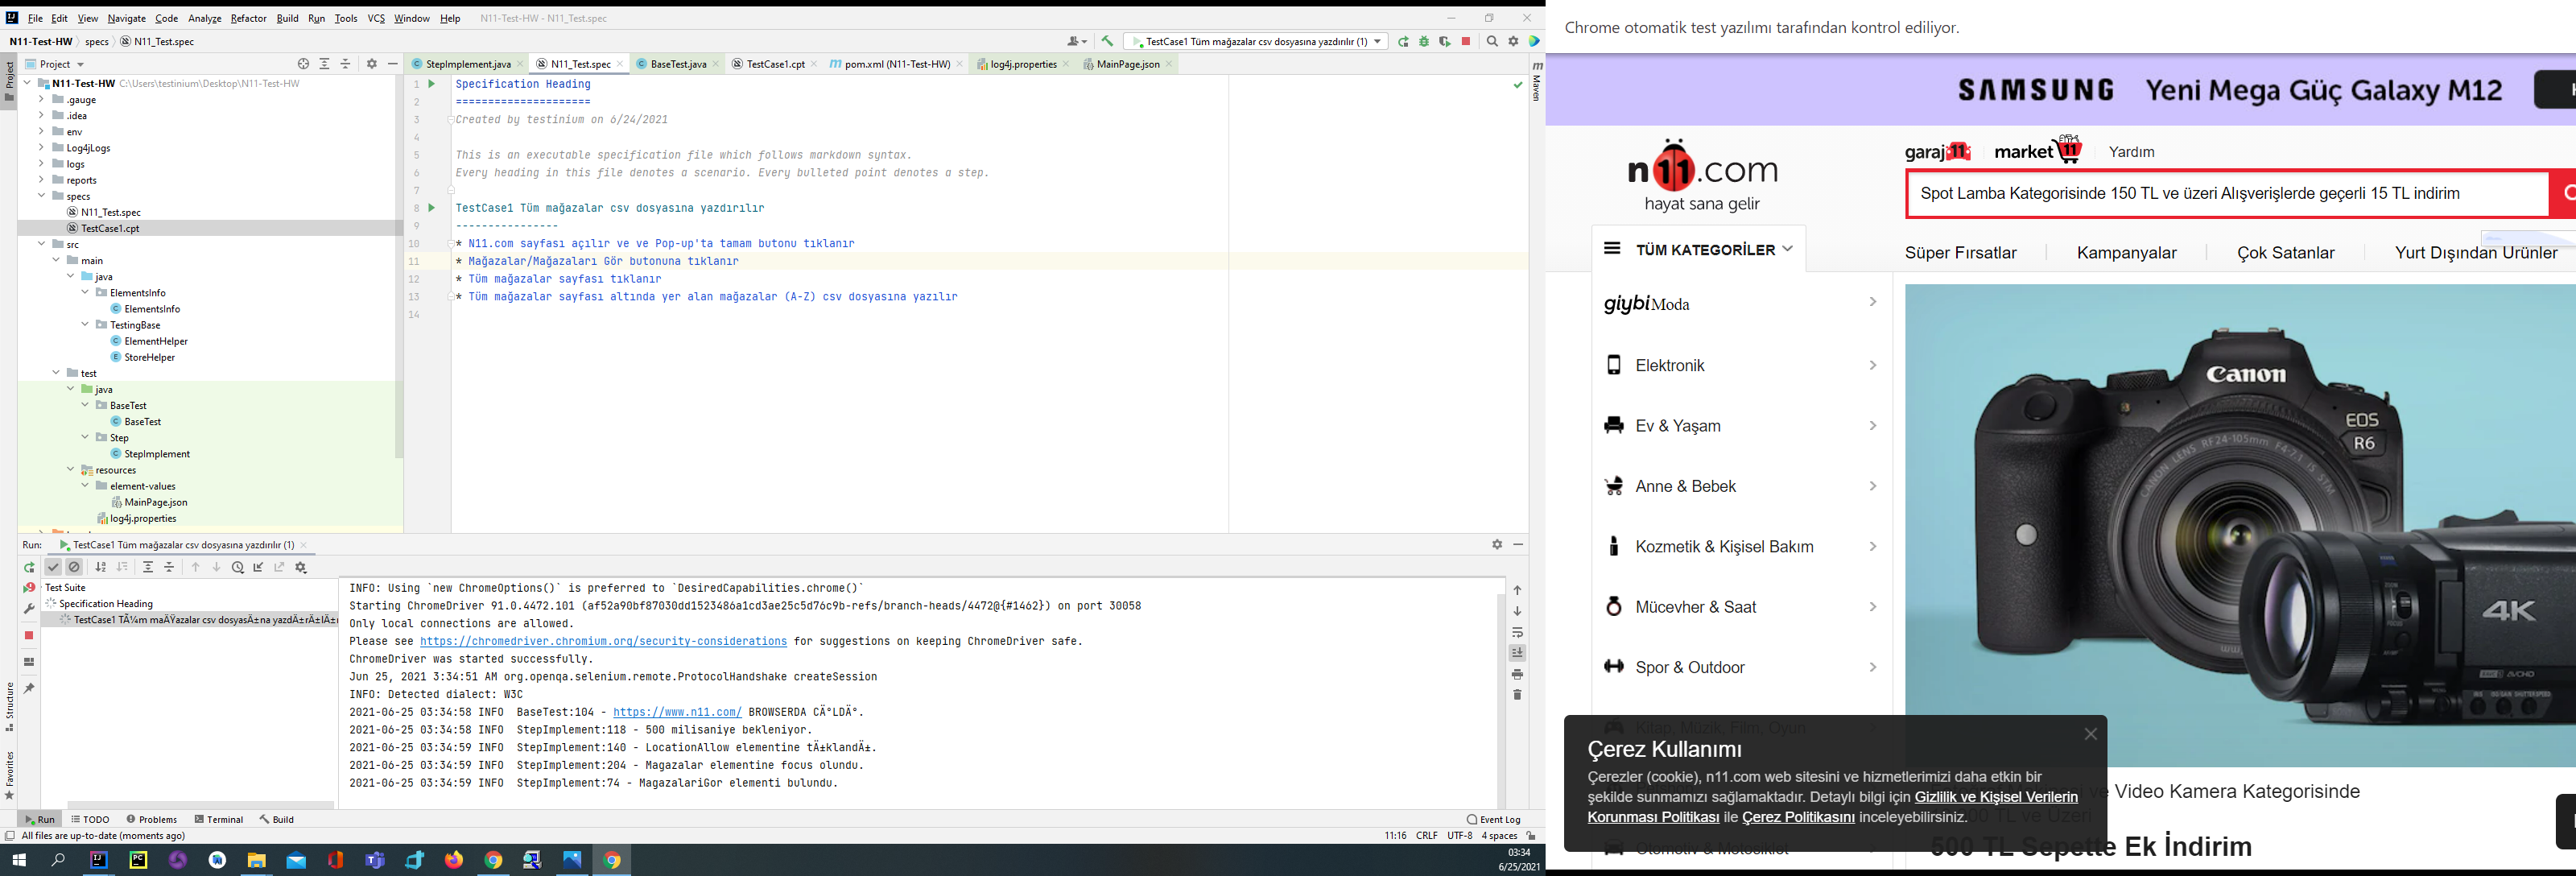 File Edit View Navigate Code Analyze Refactor Build Run Tools VCS Window Help N11-Test-HW - N11_Test.spec
N11-Test-HW specs N11_Test.spec
TestCase1 Tüm mağazalar csv dosyasına yazdırılır (1)
Project
StepImplement.java N11_Test.spec BaseTest.java TestCase1.cpt pom.xml (N11-Test-HW) log4j.properties MainPage.json
Project
Structure
Favorites
Maven
N11-Test-HW C:\Users\testinium\Desktop\N11-Test-HW
.gauge
.idea
env
Log4jLogs
logs
reports
specs
N11_Test.spec
TestCase1.cpt
src
main
java
ElementsInfo
ElementsInfo
TestingBase
ElementHelper
StoreHelper
test
java
BaseTest
BaseTest
Step
StepImplement
resources
element-values
MainPage.json
log4j.properties
1 Specification Heading
2 =====================
3 Created by testinium on 6/24/2021
4
5 This is an executable specification file which follows markdown syntax.
6 Every heading in this file denotes a scenario. Every bulleted point denotes a step.
7
8 TestCase1 Tüm mağazalar csv dosyasına yazdırılır
9 ----------------
10 * N11.com sayfası açılır ve ve Pop-up'ta tamam butonu tıklanır
11 * Mağazalar/Mağazaları Gör butonuna tıklanır
12 * Tüm mağazalar sayfası tıklanır
13 * Tüm mağazalar sayfası altında yer alan mağazalar (A-Z) csv dosyasına yazılır
14
Run: TestCase1 Tüm mağazalar csv dosyasına yazdırılır (1)
Test Suite
Specification Heading
TestCase1 TÃ¼m maÄŸazalar csv dosyasÄ±na yazdÄ±rÄ±lÄ±r
INFO: Using `new ChromeOptions()` is preferred to `DesiredCapabilities.chrome()`
Starting ChromeDriver 91.0.4472.101 (af52a90bf87030dd1523486a1cd3ae25c5d76c9b-refs/branch-heads/4472@{#1462}) on port 30058
Only local connections are allowed.
Please see https://chromedriver.chromium.org/security-considerations for suggestions on keeping ChromeDriver safe.
ChromeDriver was started successfully.
Jun 25, 2021 3:34:51 AM org.openqa.selenium.remote.ProtocolHandshake createSession
INFO: Detected dialect: W3C
2021-06-25 03:34:58 INFO BaseTest:104 - https://www.n11.com/ BROWSERDA CÄ°LDÄ°.
2021-06-25 03:34:58 INFO StepImplement:118 - 500 milisaniye bekleniyor.
2021-06-25 03:34:59 INFO StepImplement:140 - LocationAllow elementine tÄ±klandÄ±.
2021-06-25 03:34:59 INFO StepImplement:204 - Magazalar elementine focus olundu.
2021-06-25 03:34:59 INFO StepImplement:74 - MagazalariGor elementi bulundu.
Run TODO Problems Terminal Build Event Log
All files are up-to-date (moments ago) 11:16 CRLF UTF-8 4 spaces
03:34
6/25/2021
Chrome otomatik test yazılımı tarafından kontrol ediliyor.
SAMSUNG Yeni Mega Güç Galaxy M12
n11.com
hayat sana gelir
garaj11 market11 Yardım
Spot Lamba Kategorisinde 150 TL ve üzeri Alışverişlerde geçerli 15 TL indirim
TÜM KATEGORİLER
Süper Fırsatlar Kampanyalar Çok Satanlar Yurt Dışından Ürünler
giybi Moda
Elektronik
Ev & Yaşam
Anne & Bebek
Kozmetik & Kişisel Bakım
Mücevher & Saat
Spor & Outdoor
Kitap, Müzik, Film, Oyun
Otomotiv & Motosiklet
Canon
EOS
R6
CANON LENS RF 24-105mm F4-7.1 IS STM
4K
Çerez Kullanımı
Çerezler (cookie), n11.com web sitesini ve hizmetlerimizi daha etkin bir
şekilde sunmamızı sağlamaktadır. Detaylı bilgi için Gizlilik ve Kişisel Verilerin
Korunması Politikası ile Çerez Politikasını inceleyebilirsiniz.
ve Video Kamera Kategorisinde
TL ve Üzeri
500 TL Sepette Ek İndirim